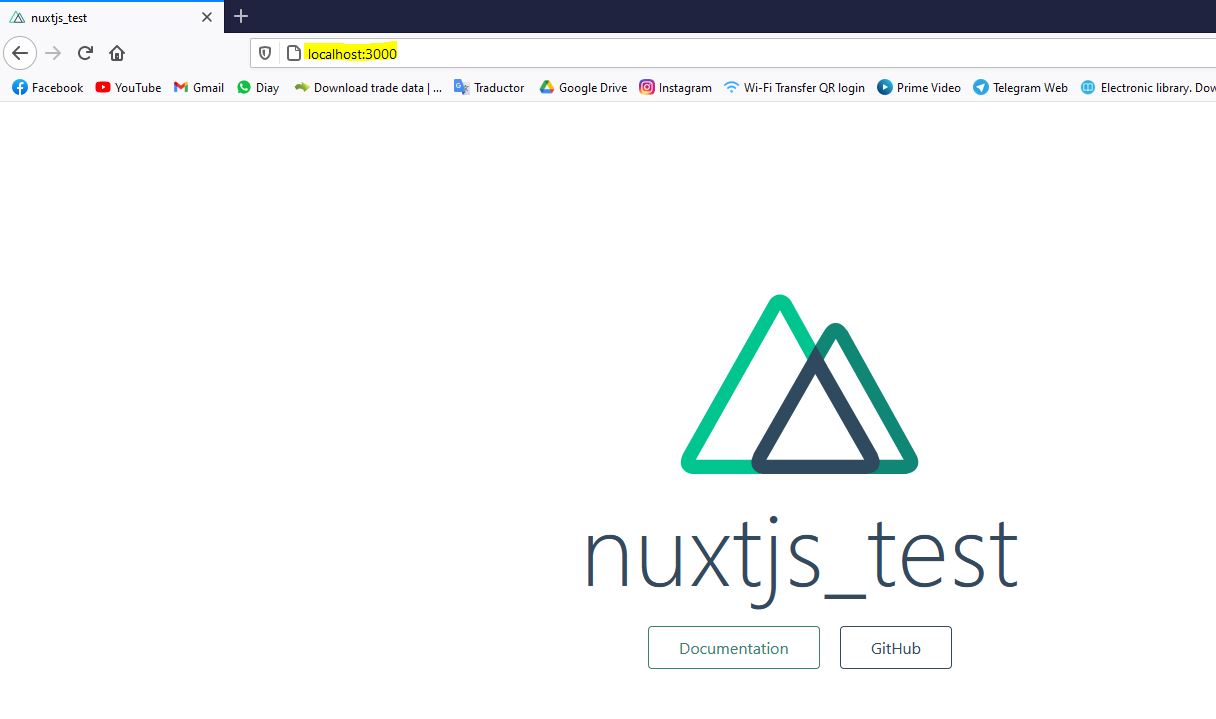 nuxtjs_test
localhost:3000
Facebook YouTube Gmail Diay Download trade data | ... Traductor Google Drive Instagram Wi-Fi Transfer QR login Prime Video Telegram Web Electronic library. Dow
nuxtjs_test
Documentation GitHub